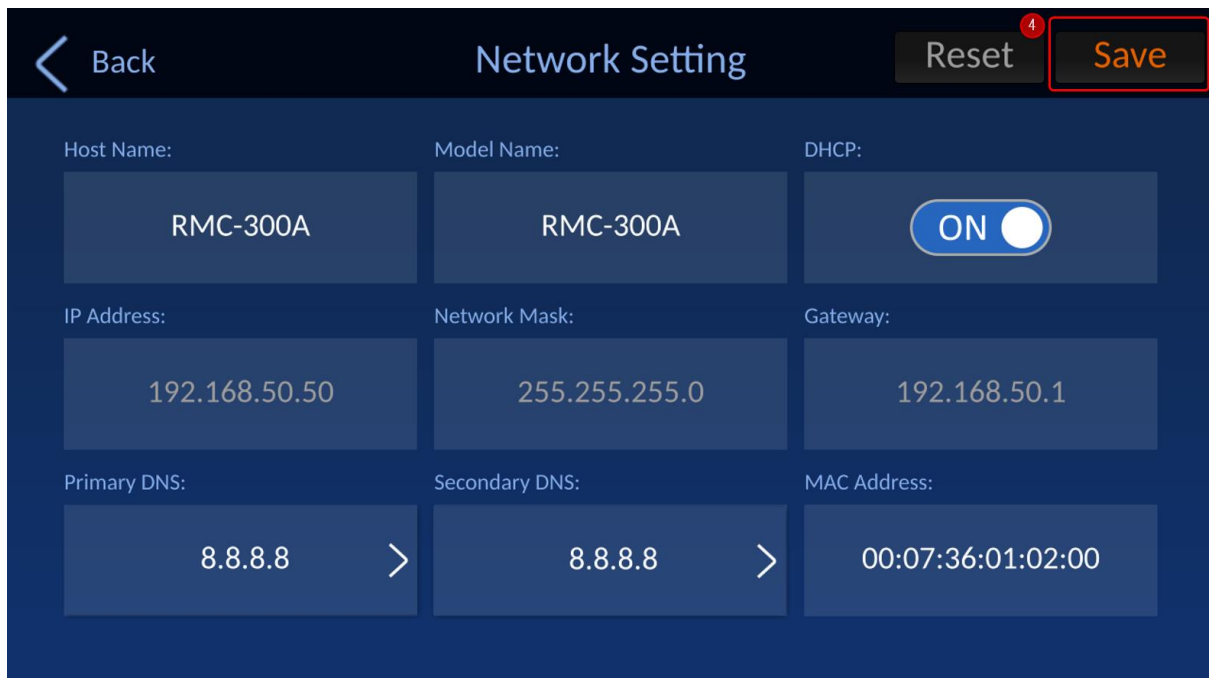 Back
Network Setting
Reset
4
Save
Host Name:
Model Name:
DHCP:
RMC-300A
RMC-300A
ON
IP Address:
Network Mask:
Gateway:
192.168.50.50
255.255.255.0
192.168.50.1
Primary DNS:
Secondary DNS:
MAC Address:
8.8.8.8
8.8.8.8
00:07:36:01:02:00